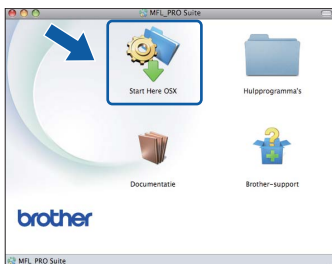 MFL_PRO Suite
Start Here OSX
Hulpprogramma's
Documentatie
Brother-support
brother
MFL_PRO Suite